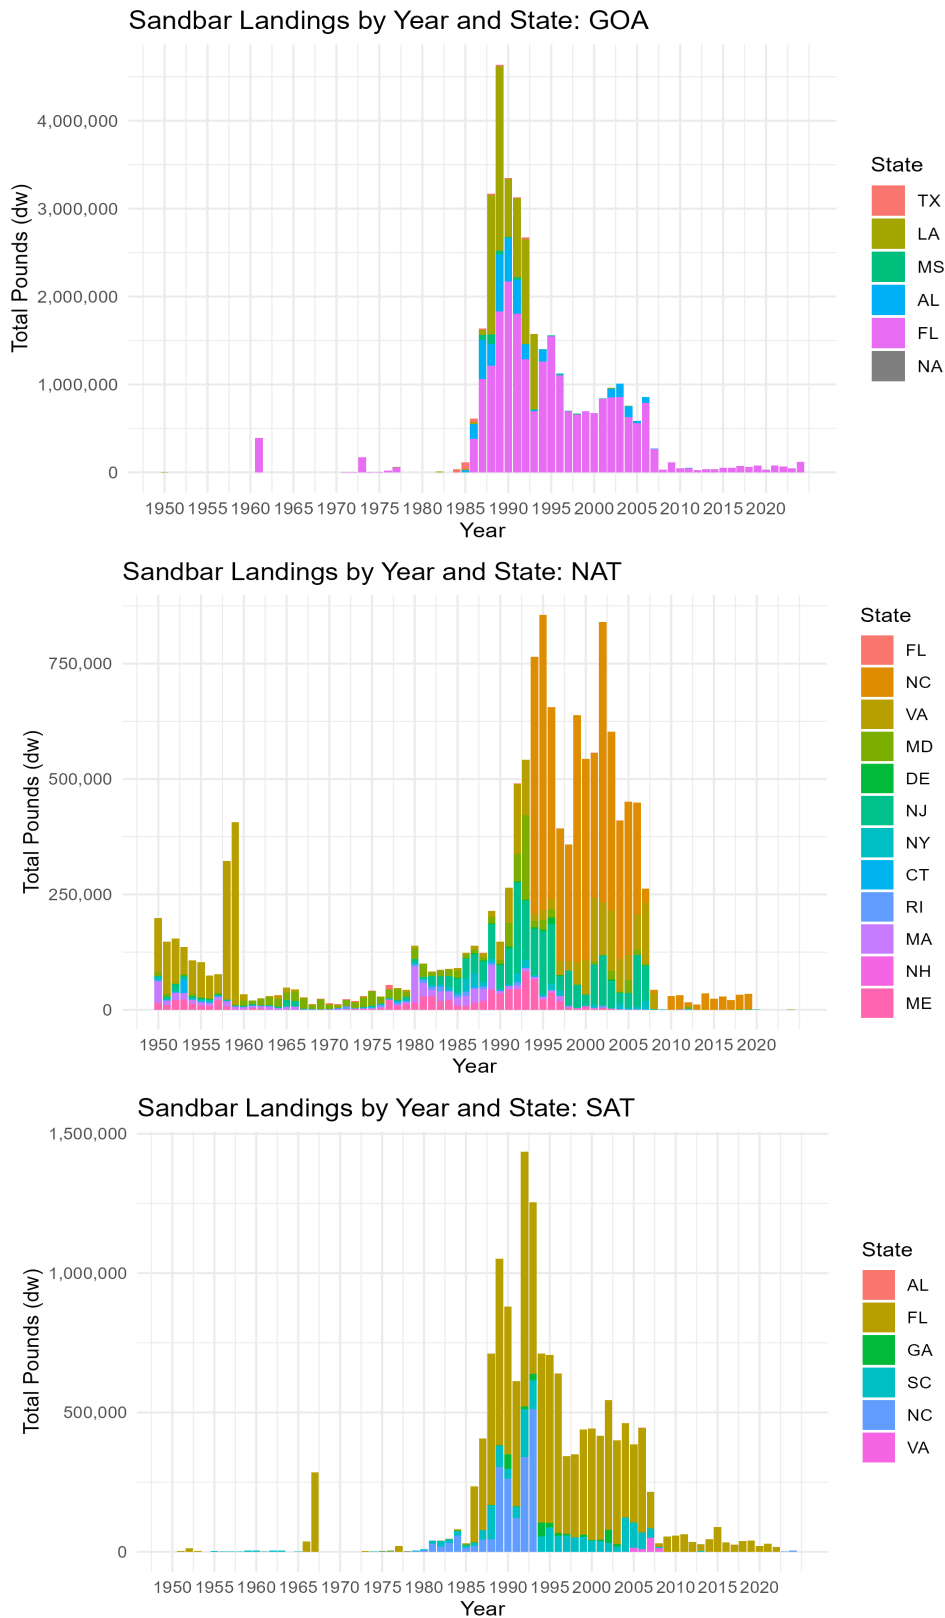 Sandbar Landings by Year and State: GOA
Total Pounds (dw)
4,000,000
3,000,000
2,000,000
1,000,000
0
1950 1955 1960 1965 1970 1975 1980 1985 1990 1995 2000 2005 2010 2015 2020
Year
State
TX
LA
MS
AL
FL
NA
Sandbar Landings by Year and State: NAT
Total Pounds (dw)
750,000
500,000
250,000
0
1950 1955 1960 1965 1970 1975 1980 1985 1990 1995 2000 2005 2010 2015 2020
Year
State
FL
NC
VA
MD
DE
NJ
NY
CT
RI
MA
NH
ME
Sandbar Landings by Year and State: SAT
Total Pounds (dw)
1,500,000
1,000,000
500,000
0
1950 1955 1960 1965 1970 1975 1980 1985 1990 1995 2000 2005 2010 2015 2020
Year
State
AL
FL
GA
SC
NC
VA